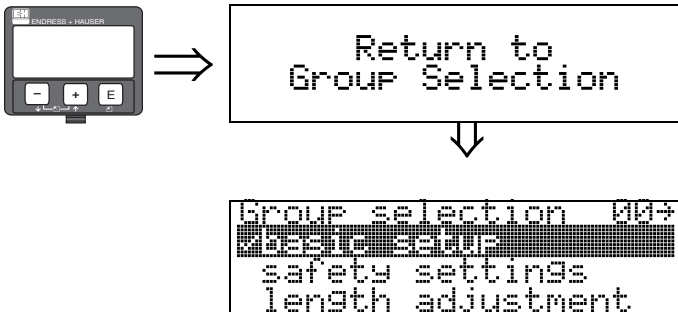 E+H
ENDRESS + HAUSER
− + E
Return to
Group Selection
Group selection 00→
✓basic setup
safety settings
length adjustment